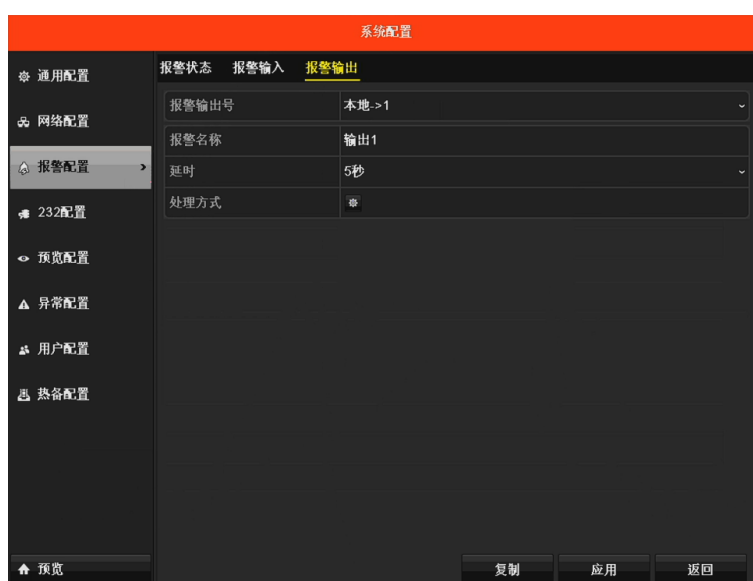 系统配置
通用配置
网络配置
报警配置
232配置
预览配置
异常配置
用户配置
热备配置
预览
报警状态 报警输入 报警输出
报警输出号 本地->1
报警名称 输出1
延时 5秒
处理方式
复制 应用 返回